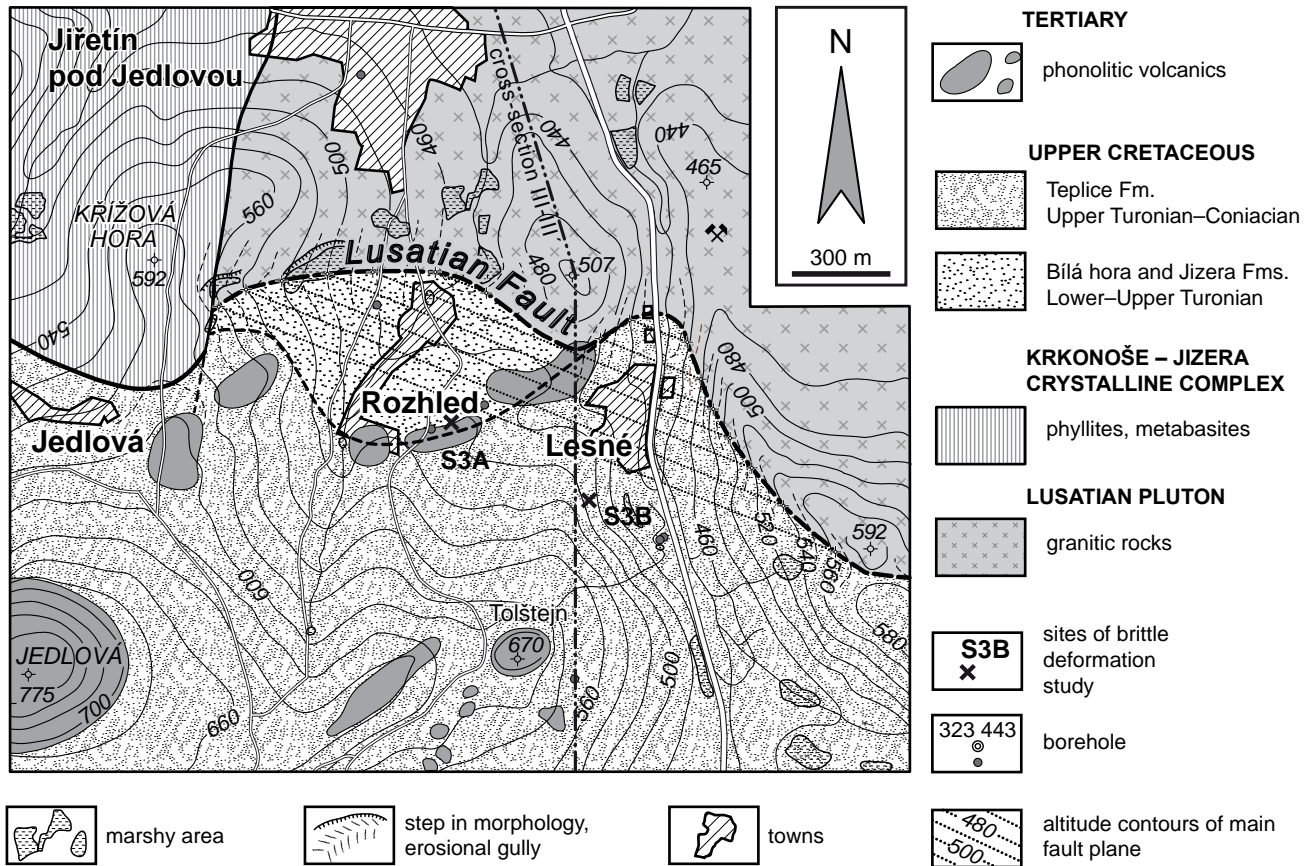 Jiřetín
pod Jedlovou
cross-section III-III'
N
300 m
KŘÍŽOVÁ
HORA
592
540
560
500
460
440
440
465
Lusatian Fault
480
507
480
500
Rozhled
Jedlová
Lesné
S3A
S3B
460
520
540
560
592
580
600
Tolštejn
670
JEDLOVÁ
775
700
660
560
500
TERTIARY
phonolitic volcanics
UPPER CRETACEOUS
Teplice Fm.
Upper Turonian–Coniacian
Bílá hora and Jizera Fms.
Lower–Upper Turonian
KRKONOŠE – JIZERA
CRYSTALLINE COMPLEX
phyllites, metabasites
LUSATIAN PLUTON
granitic rocks
S3B
sites of brittle
deformation
study
323 443
borehole
marshy area
step in morphology,
erosional gully
towns
480
500
altitude contours of main
fault plane